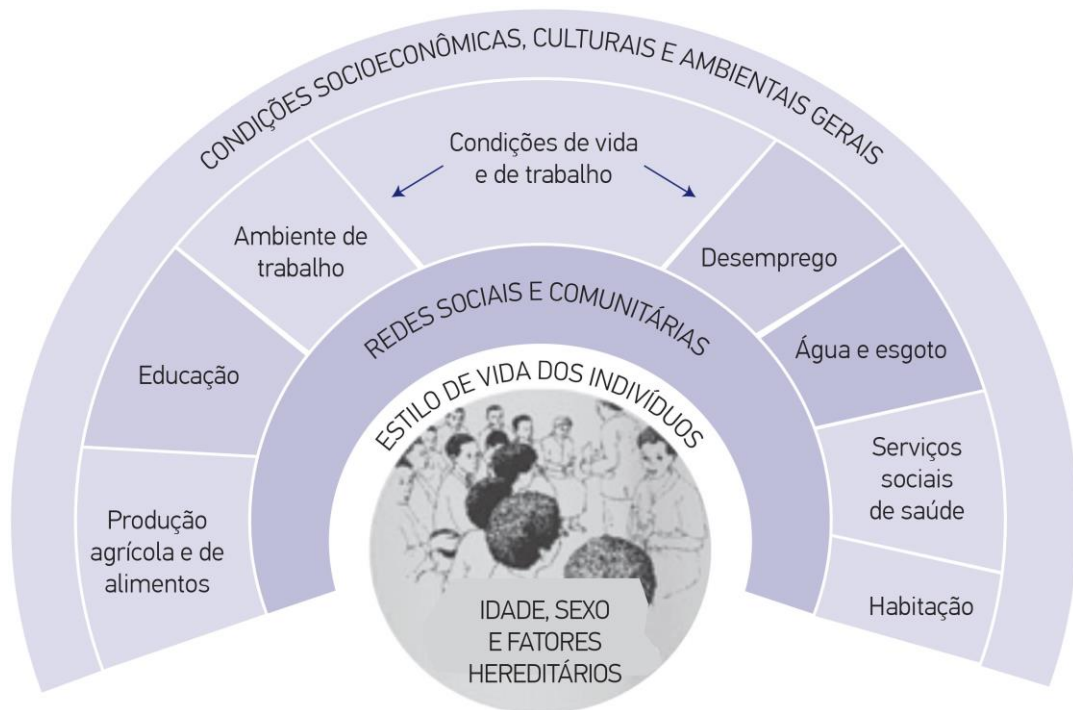 CONDIÇÕES SOCIOECONÔMICAS, CULTURAIS E AMBIENTAIS GERAIS
Condições de vida
e de trabalho
Ambiente de
trabalho
Desemprego
REDES SOCIAIS E COMUNITÁRIAS
Educação
Água e esgoto
ESTILO DE VIDA DOS INDIVÍDUOS
Produção
agrícola e de
alimentos
Serviços
sociais
de saúde
Habitação
IDADE, SEXO
E FATORES
HEREDITÁRIOS